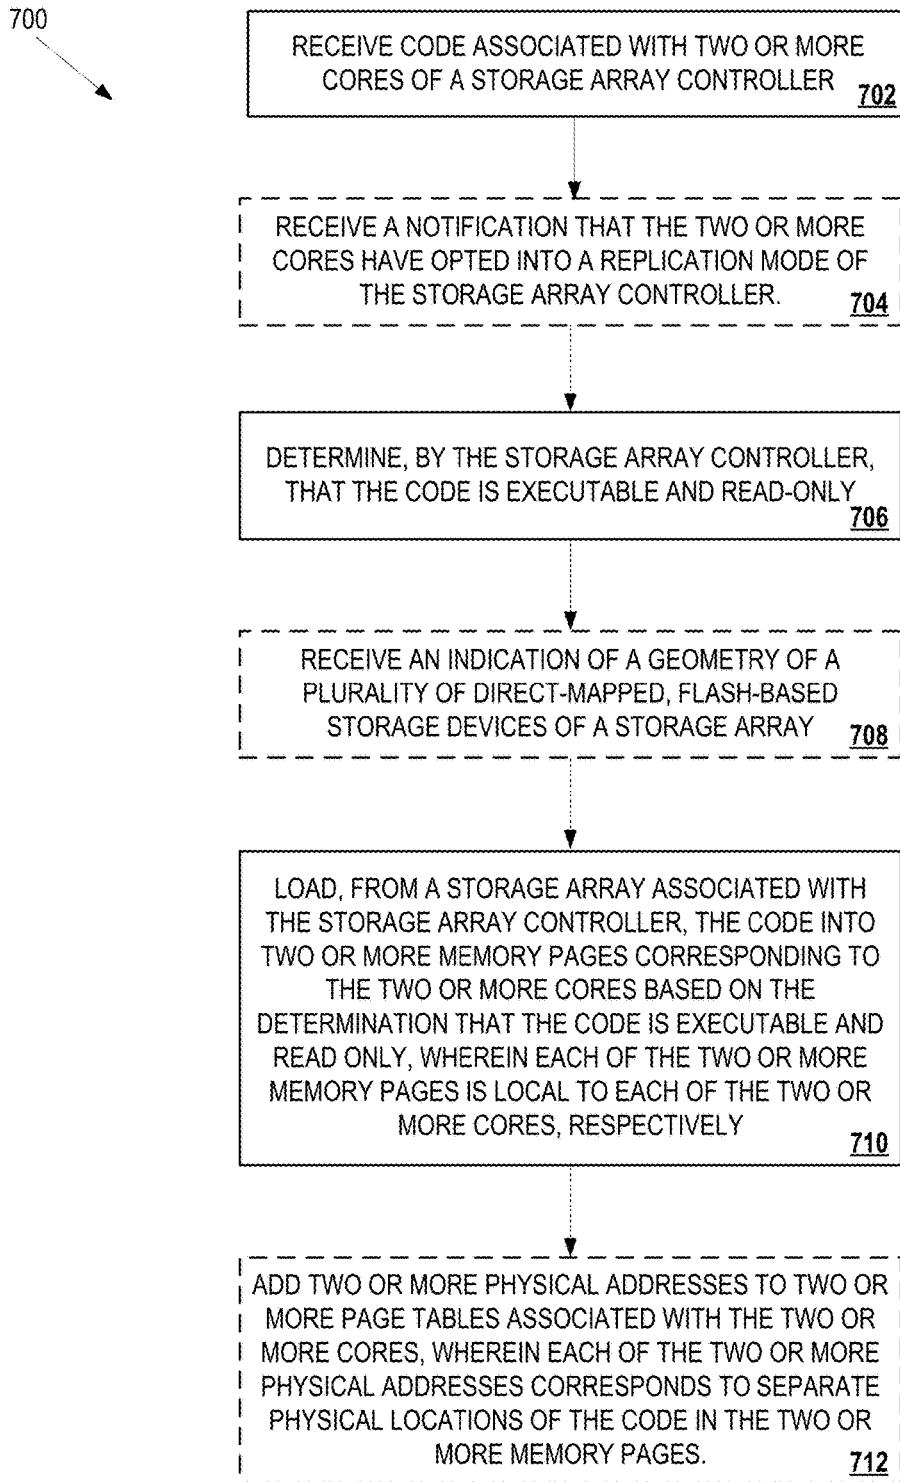 700
RECEIVE CODE ASSOCIATED WITH TWO OR MORE
CORES OF A STORAGE ARRAY CONTROLLER
702
RECEIVE A NOTIFICATION THAT THE TWO OR MORE
CORES HAVE OPTED INTO A REPLICATION MODE OF
THE STORAGE ARRAY CONTROLLER.
704
DETERMINE, BY THE STORAGE ARRAY CONTROLLER,
THAT THE CODE IS EXECUTABLE AND READ-ONLY
706
RECEIVE AN INDICATION OF A GEOMETRY OF A
PLURALITY OF DIRECT-MAPPED, FLASH-BASED
STORAGE DEVICES OF A STORAGE ARRAY
708
LOAD, FROM A STORAGE ARRAY ASSOCIATED WITH
THE STORAGE ARRAY CONTROLLER, THE CODE INTO
TWO OR MORE MEMORY PAGES CORRESPONDING TO
THE TWO OR MORE CORES BASED ON THE
DETERMINATION THAT THE CODE IS EXECUTABLE AND
READ ONLY, WHEREIN EACH OF THE TWO OR MORE
MEMORY PAGES IS LOCAL TO EACH OF THE TWO OR
MORE CORES, RESPECTIVELY
710
ADD TWO OR MORE PHYSICAL ADDRESSES TO TWO OR
MORE PAGE TABLES ASSOCIATED WITH THE TWO OR
MORE CORES, WHEREIN EACH OF THE TWO OR MORE
PHYSICAL ADDRESSES CORRESPONDS TO SEPARATE
PHYSICAL LOCATIONS OF THE CODE IN THE TWO OR
MORE MEMORY PAGES.
712